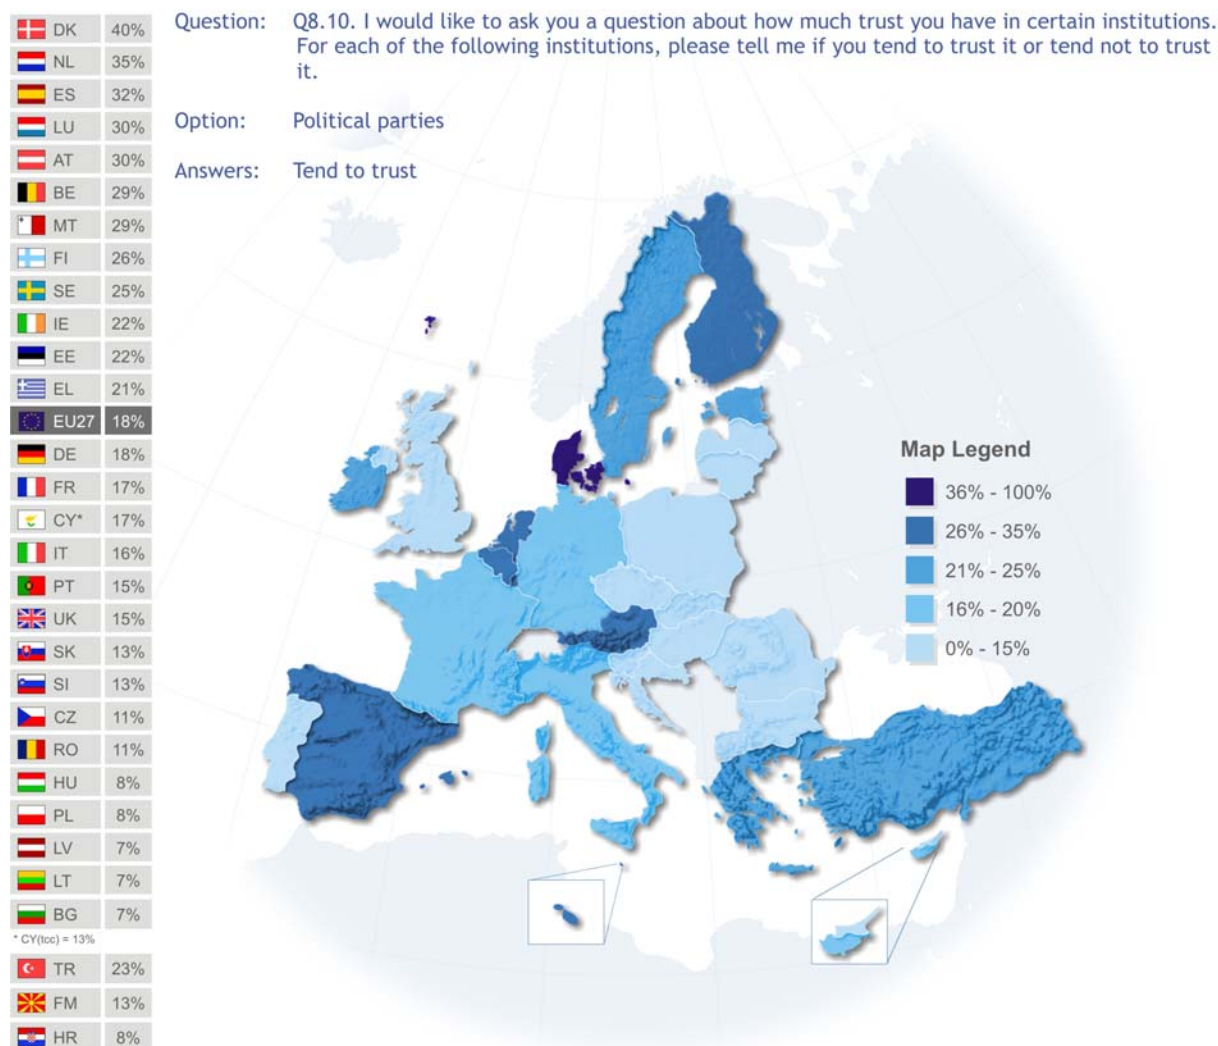 Question: Q8.10. I would like to ask you a question about how much trust you have in certain institutions.
For each of the following institutions, please tell me if you tend to trust it or tend not to trust
it.
Option: Political parties
Answers: Tend to trust
DK 40%
NL 35%
ES 32%
LU 30%
AT 30%
BE 29%
MT 29%
FI 26%
SE 25%
IE 22%
EE 22%
EL 21%
EU27 18%
DE 18%
FR 17%
CY* 17%
IT 16%
PT 15%
UK 15%
SK 13%
SI 13%
CZ 11%
RO 11%
HU 8%
PL 8%
LV 7%
LT 7%
BG 7%
* CY(tcc) = 13%
TR 23%
FM 13%
HR 8%
Map Legend
36% - 100%
26% - 35%
21% - 25%
16% - 20%
0% - 15%